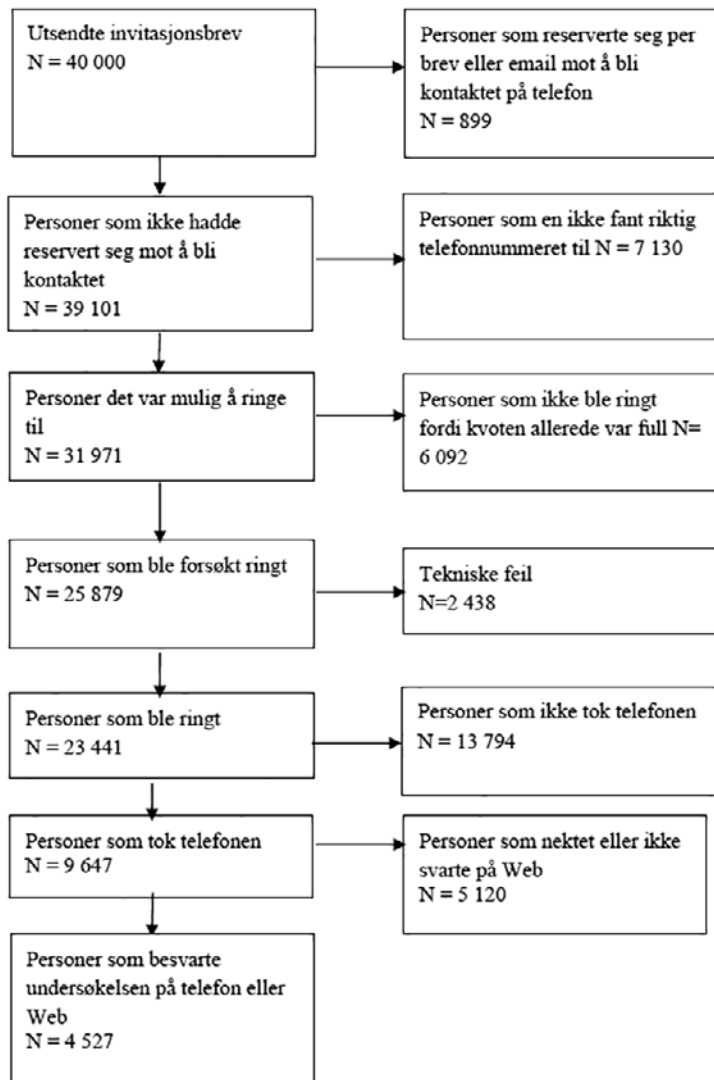 Utsendte invitasjonsbrev
N = 40 000
Personer som reserverte seg per
brev eller email mot å bli
kontaktet på telefon
N = 899
Personer som ikke hadde
reservert seg mot å bli
kontaktet
N = 39 101
Personer som en ikke fant riktig
telefonnummeret til N = 7 130
Personer det var mulig å ringe
til
N = 31 971
Personer som ikke ble ringt
fordi kvoten allerede var full N=
6 092
Personer som ble forsøkt ringt
N = 25 879
Tekniske feil
N=2 438
Personer som ble ringt
N = 23 441
Personer som ikke tok telefonen
N = 13 794
Personer som tok telefonen
N = 9 647
Personer som nektet eller ikke
svarte på Web
N = 5 120
Personer som besvarte
undersøkelsen på telefon eller
Web
N = 4 527